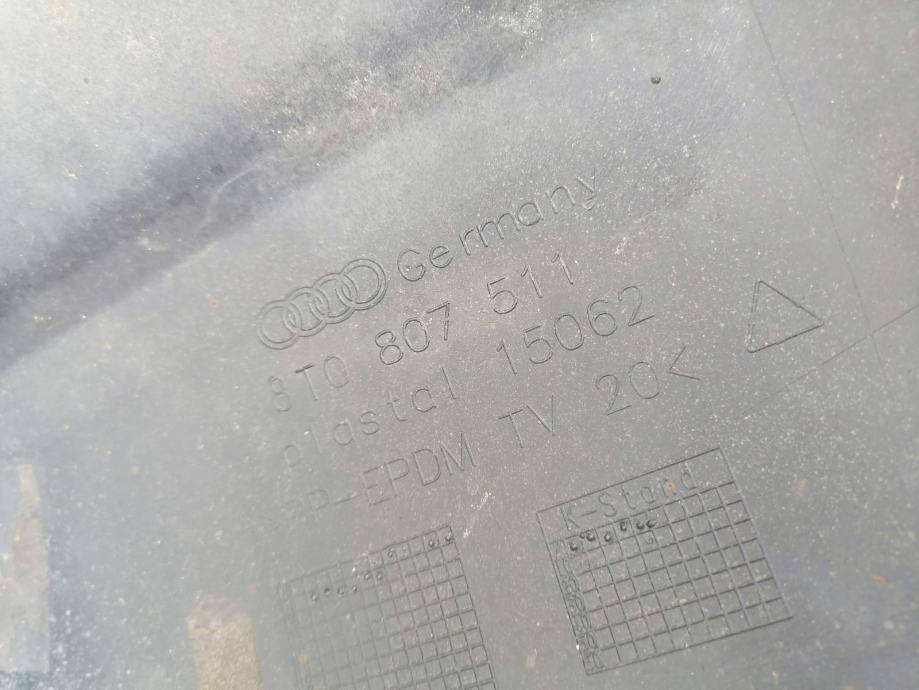 Germany
8T0 807 511
plastal 15062
>PP-EPDM TV 20<
K-Stand